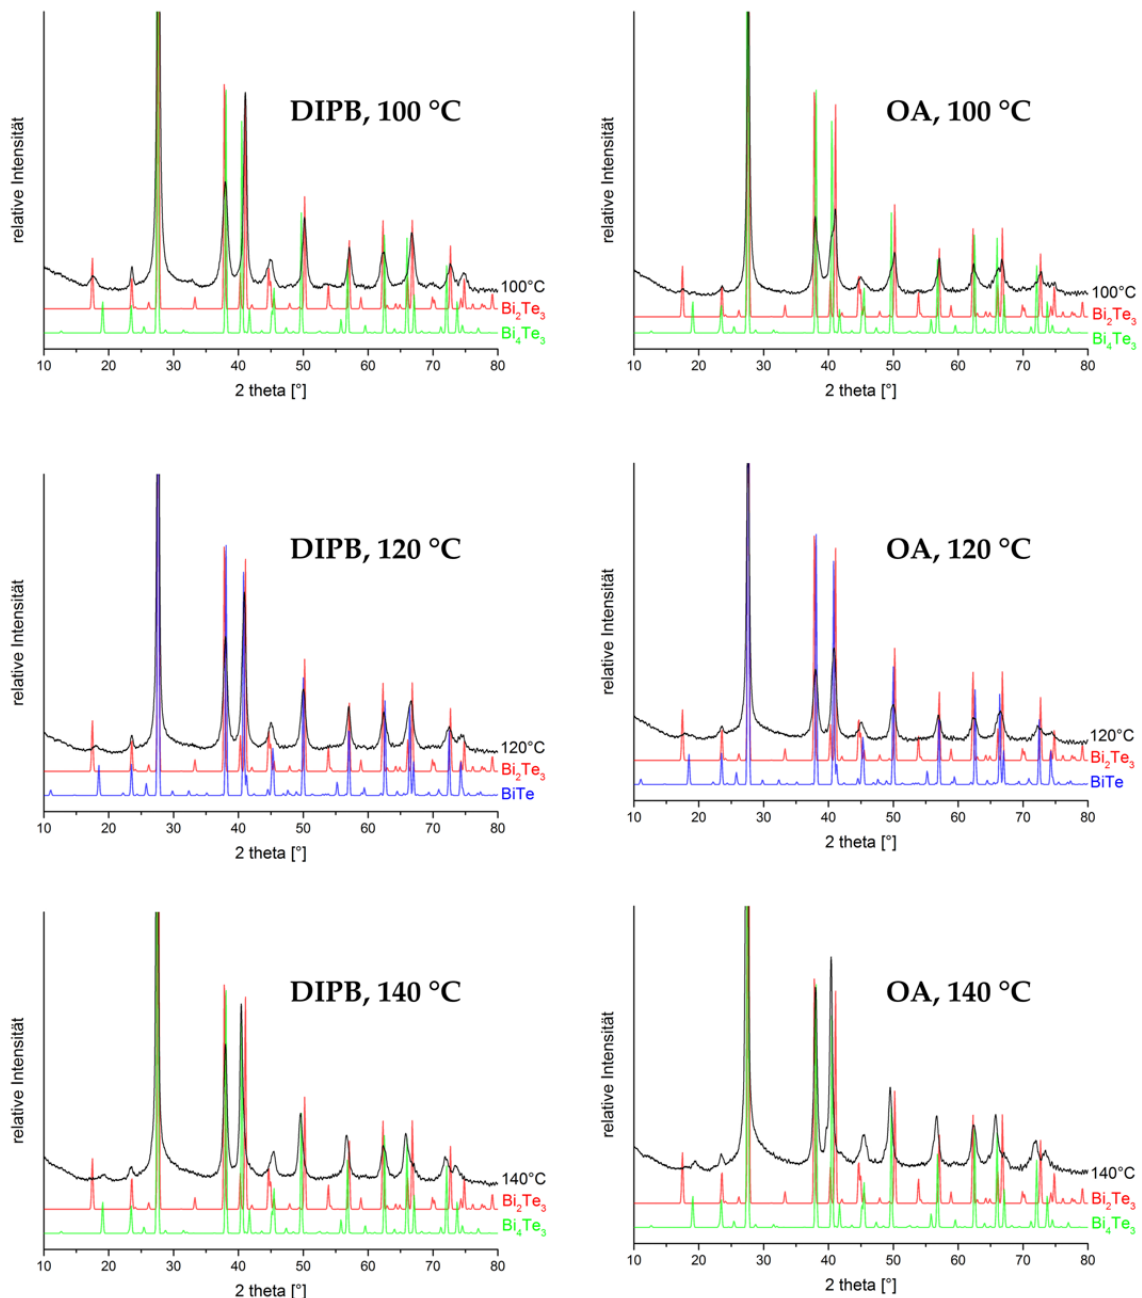 DIPB, 100 °C
relative Intensität
100°C
Bi₂Te₃
Bi₄Te₃
10 20 30 40 50 60 70 80
2 theta [°]
OA, 100 °C
relative Intensität
100°C
Bi₂Te₃
Bi₄Te₃
10 20 30 40 50 60 70 80
2 theta [°]
DIPB, 120 °C
relative Intensität
120°C
Bi₂Te₃
BiTe
10 20 30 40 50 60 70 80
2 theta [°]
OA, 120 °C
relative Intensität
120°C
Bi₂Te₃
BiTe
10 20 30 40 50 60 70 80
2 theta [°]
DIPB, 140 °C
relative Intensität
140°C
Bi₂Te₃
Bi₄Te₃
10 20 30 40 50 60 70 80
2 theta [°]
OA, 140 °C
relative Intensität
140°C
Bi₂Te₃
Bi₄Te₃
10 20 30 40 50 60 70 80
2 theta [°]